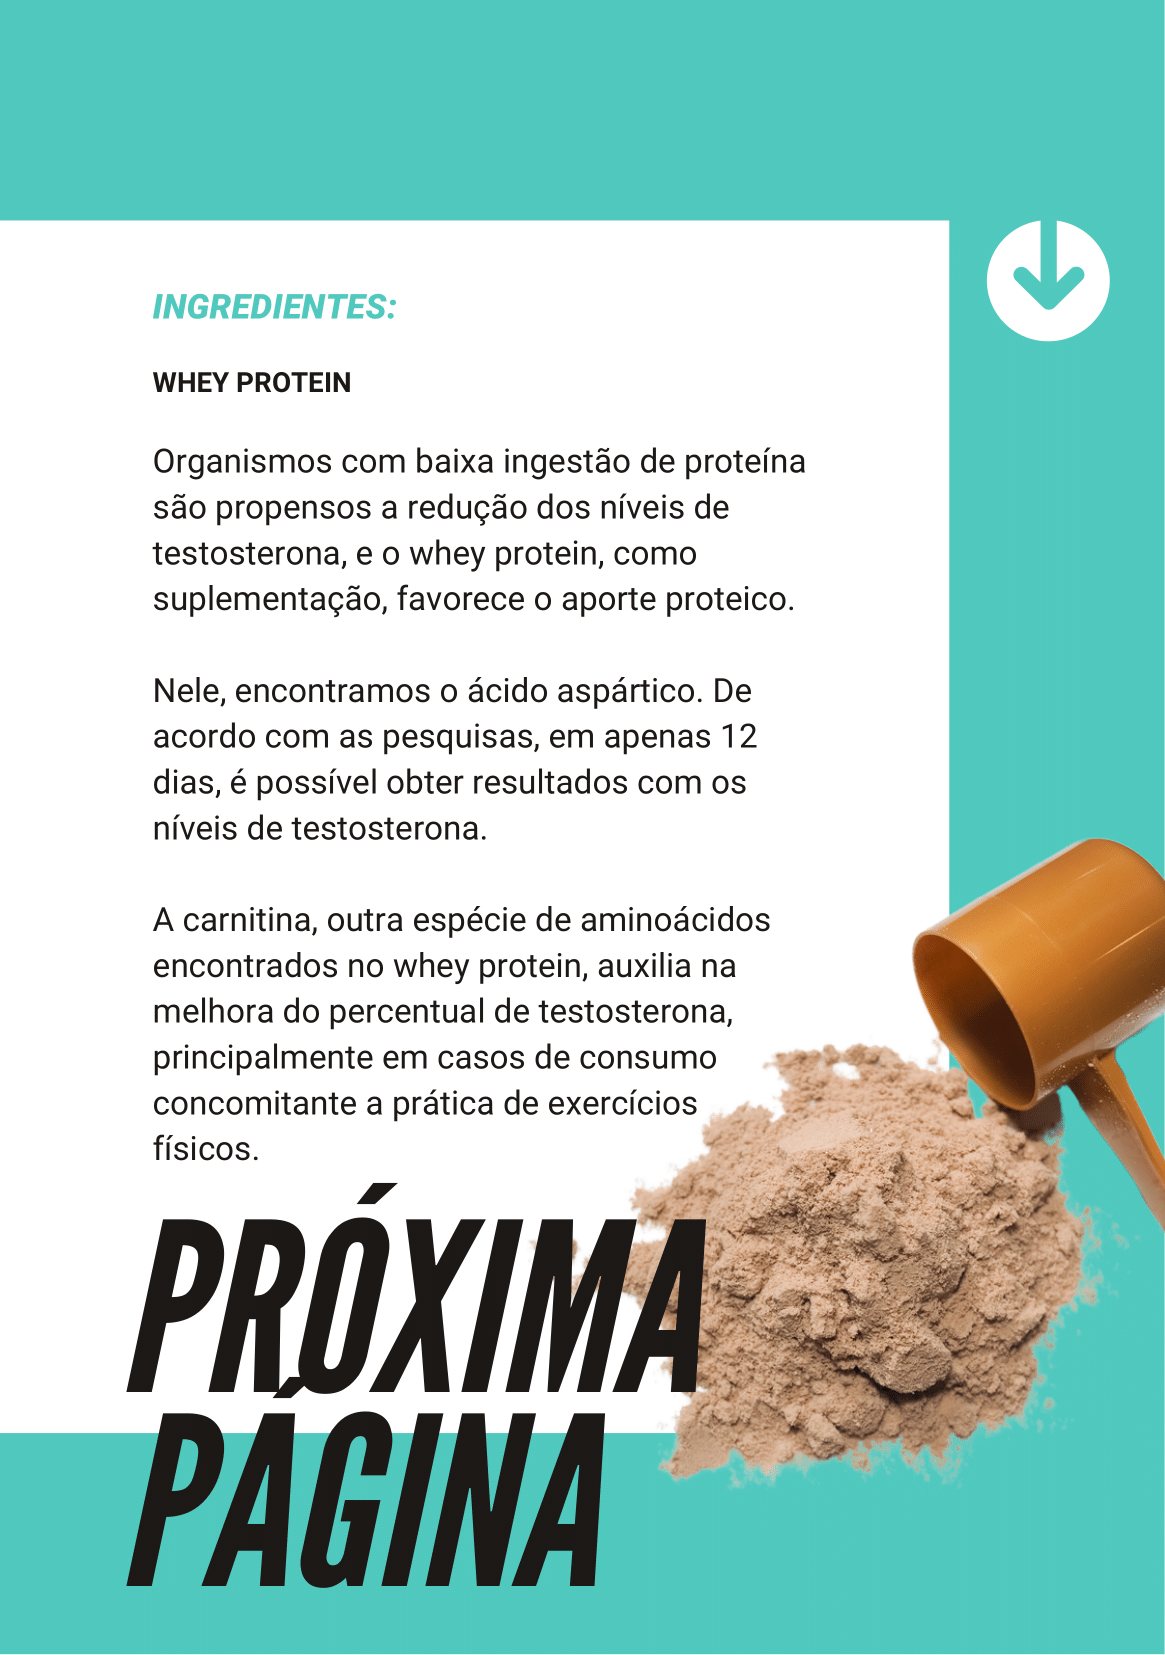 INGREDIENTES:
WHEY PROTEIN
Organismos com baixa ingestão de proteína
são propensos a redução dos níveis de
testosterona, e o whey protein, como
suplementação, favorece o aporte proteico.
Nele, encontramos o ácido aspártico. De
acordo com as pesquisas, em apenas 12
dias, é possível obter resultados com os
níveis de testosterona.
A carnitina, outra espécie de aminoácidos
encontrados no whey protein, auxilia na
melhora do percentual de testosterona,
principalmente em casos de consumo
concomitante a prática de exercícios
físicos.
PRÓXIMA
PÁGINA